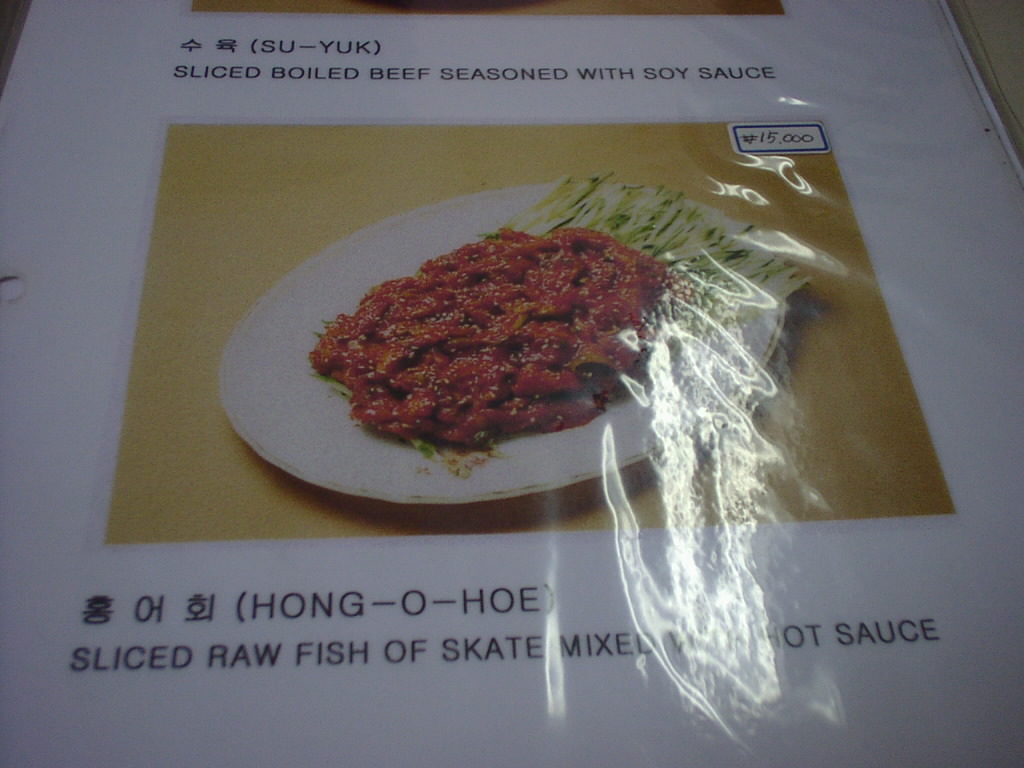 수 육 (SU-YUK)
SLICED BOILED BEEF SEASONED WITH SOY SAUCE
₩15,000
홍 어 회 (HONG-O-HOE)
SLICED RAW FISH OF SKATE MIXED WITH HOT SAUCE